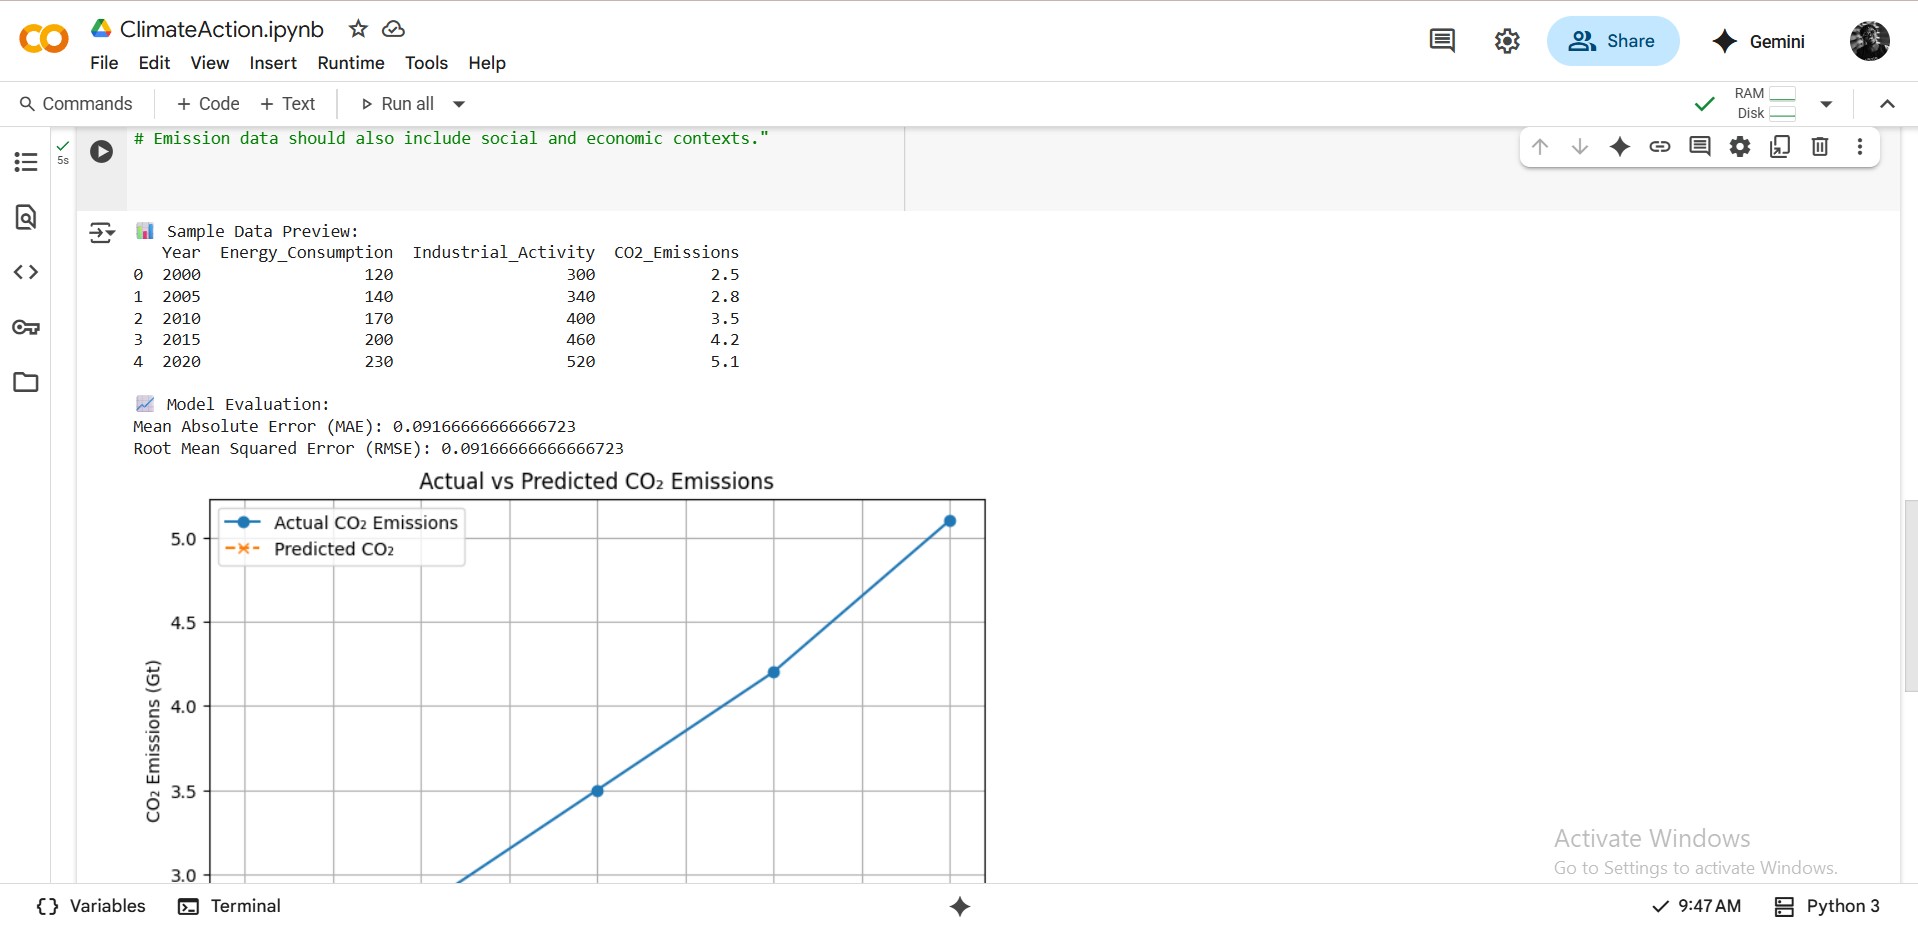 ClimateAction.ipynb
File Edit View Insert Runtime Tools Help
Share
Gemini
Commands + Code + Text Run all
RAM
Disk
5s
# Emission data should also include social and economic contexts."
Sample Data Preview:
Year Energy_Consumption Industrial_Activity CO2_Emissions
0 2000 120 300 2.5
1 2005 140 340 2.8
2 2010 170 400 3.5
3 2015 200 460 4.2
4 2020 230 520 5.1
Model Evaluation:
Mean Absolute Error (MAE): 0.09166666666666723
Root Mean Squared Error (RMSE): 0.09166666666666723
Actual vs Predicted CO₂ Emissions
Actual CO₂ Emissions
Predicted CO₂
5.0
4.5
4.0
3.5
3.0
CO₂ Emissions (Gt)
Activate Windows
Go to Settings to activate Windows.
Variables Terminal
9:47 AM Python 3